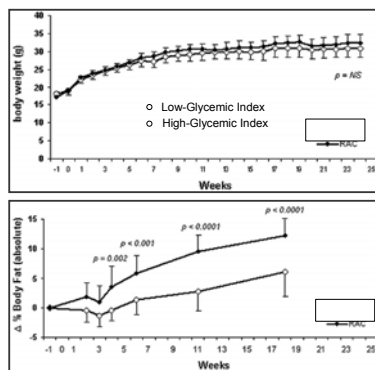 body weight (g)
40
35
30
25
20
15
10
5
0
Low-Glycemic Index
High-Glycemic Index
p = NS
RAC
-1 0 1 3 5 7 9 11 13 15 17 19 21 23 25
Weeks
Δ % Body Fat (absolute)
15
10
5
0
-5
p = 0.002
p < 0.001
p < 0.0001
p < 0.0001
RAC
-1 0 1 3 5 7 9 11 13 15 17 19 21 23 25
Weeks